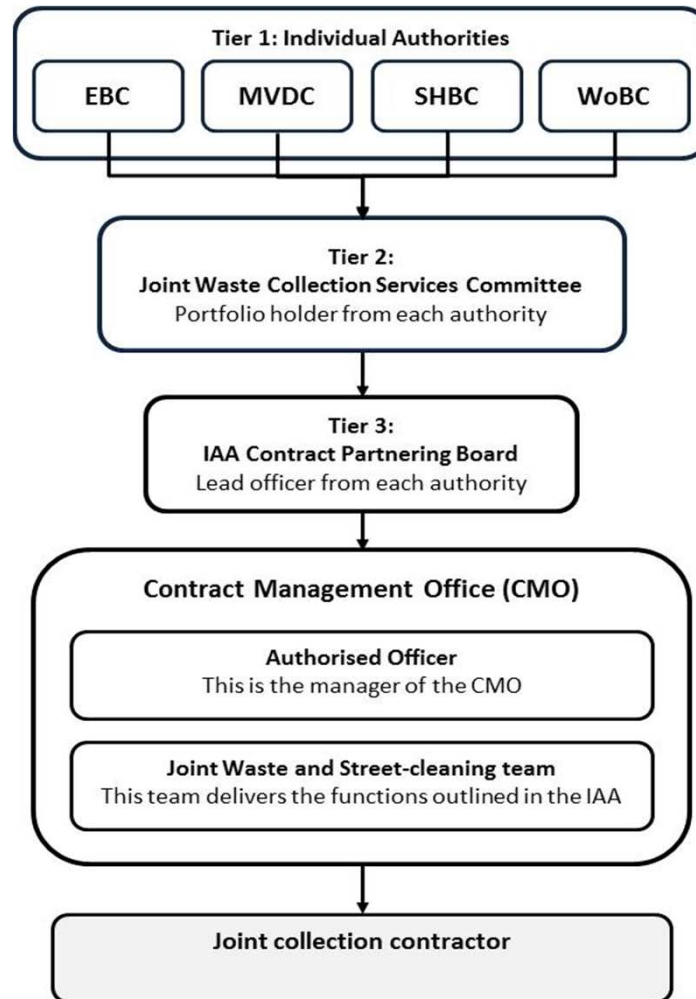 Tier 1: Individual Authorities
EBC
MVDC
SHBC
WoBC
Tier 2:
Joint Waste Collection Services Committee
Portfolio holder from each authority
Tier 3:
IAA Contract Partnering Board
Lead officer from each authority
Contract Management Office (CMO)
Authorised Officer
This is the manager of the CMO
Joint Waste and Street-cleaning team
This team delivers the functions outlined in the IAA
Joint collection contractor